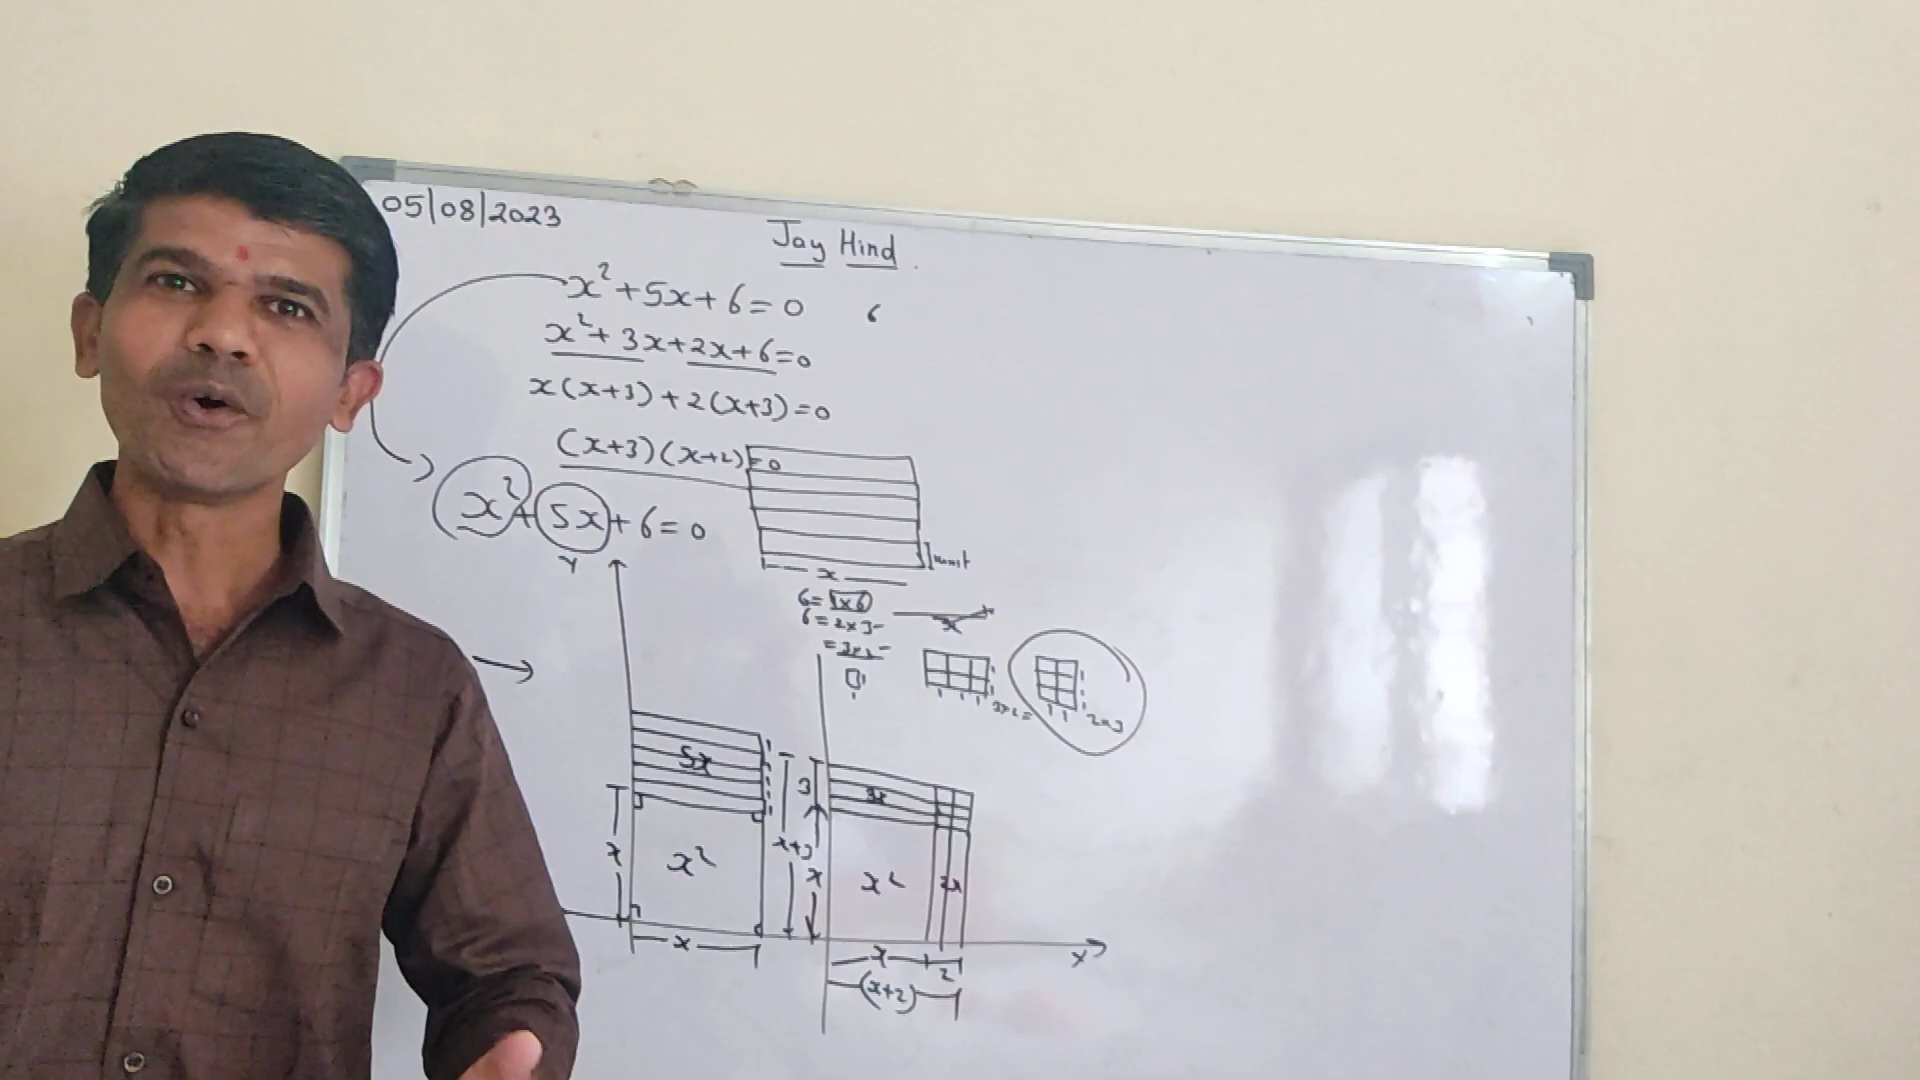 05/08/2023
Jay Hind .
x²+5x+6=0 6
x²+3x+2x+6=0
x(x+3)+2(x+3)=0
(x+3)(x+2)=0
x²+5x+6=0
Y
unit
x
6=1x6
6=2x3
=3x2
x
2x3
5x
x+3
3
3x
x
x²
x
x²
2x
x
x
2
X
(x+2)